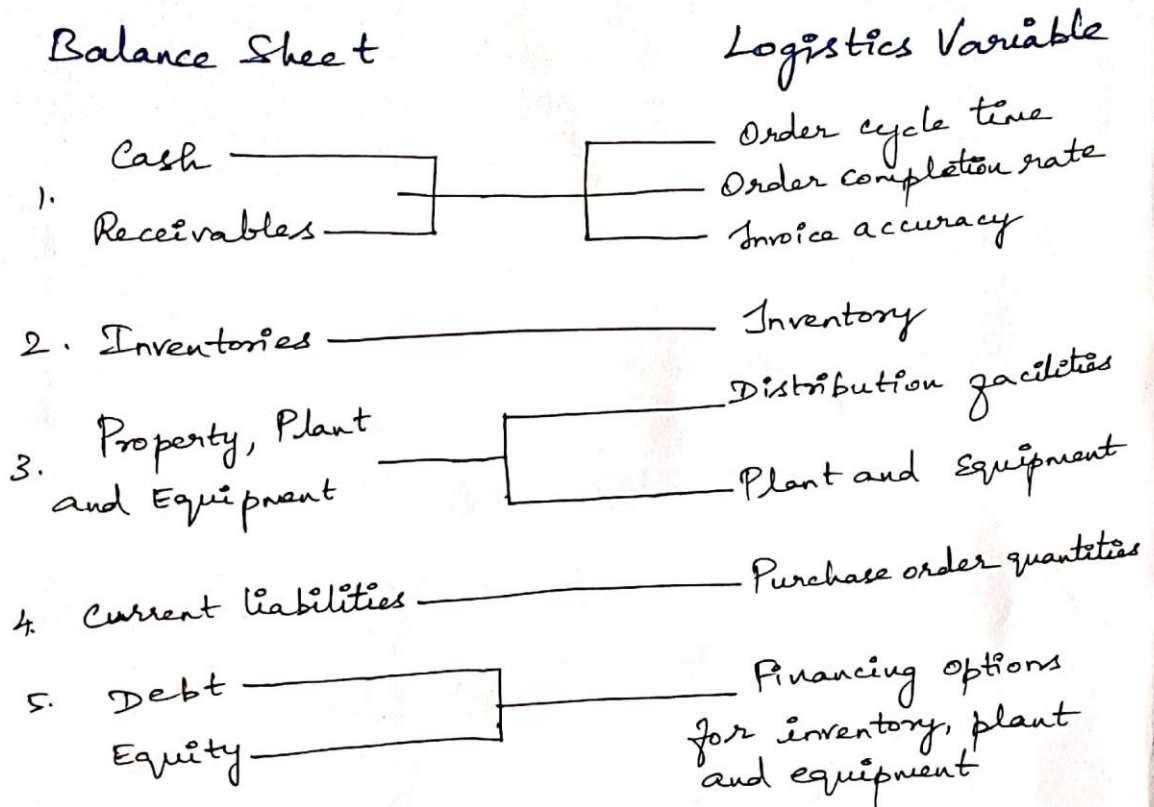 Balance Sheet Logistics Variable
Cash Order cycle time
1. Order completion rate
Receivables Invoice accuracy
2. Inventories Inventory
Distribution facilities
3. Property, Plant
and Equipment Plant and Equipment
4. Current liabilities Purchase order quantities
5. Debt Financing options
Equity for inventory, plant
and equipment